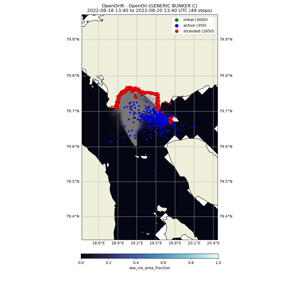 OpenDrift - OpenOil (GENERIC BUNKER C)
2022-08-18 13:40 to 2022-08-20 13:40 UTC (49 steps)
initial (3000)
active (350)
stranded (2650)
79.9°N
79.9°N
79.8°N
79.8°N
79.7°N
79.7°N
79.6°N
79.6°N
79.5°N
79.5°N
79.4°N
79.4°N
18.6°E
18.9°E
19.2°E
19.5°E
19.8°E
20.1°E
20.4°E
0.0
0.2
0.4
0.6
0.8
1.0
sea_ice_area_fraction